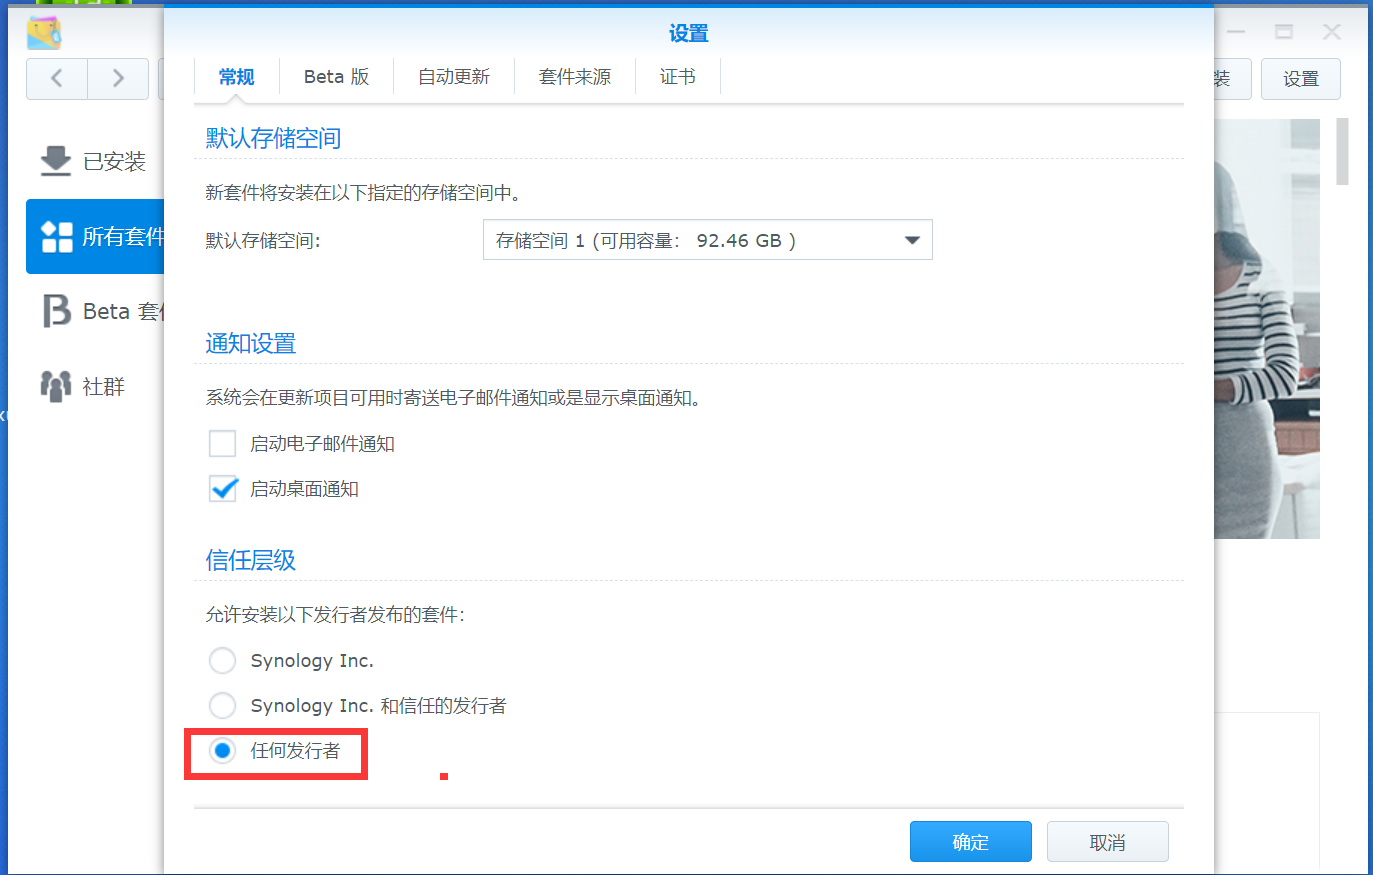 设置
常规 Beta 版 自动更新 套件来源 证书
装 设置
已安装
所有套件
Beta 套
社群
默认存储空间
新套件将安装在以下指定的存储空间中。
默认存储空间: 存储空间 1 (可用容量: 92.46 GB )
通知设置
系统会在更新项目可用时寄送电子邮件通知或是显示桌面通知。
启动电子邮件通知
启动桌面通知
信任层级
允许安装以下发行者发布的套件:
Synology Inc.
Synology Inc. 和信任的发行者
任何发行者
确定 取消